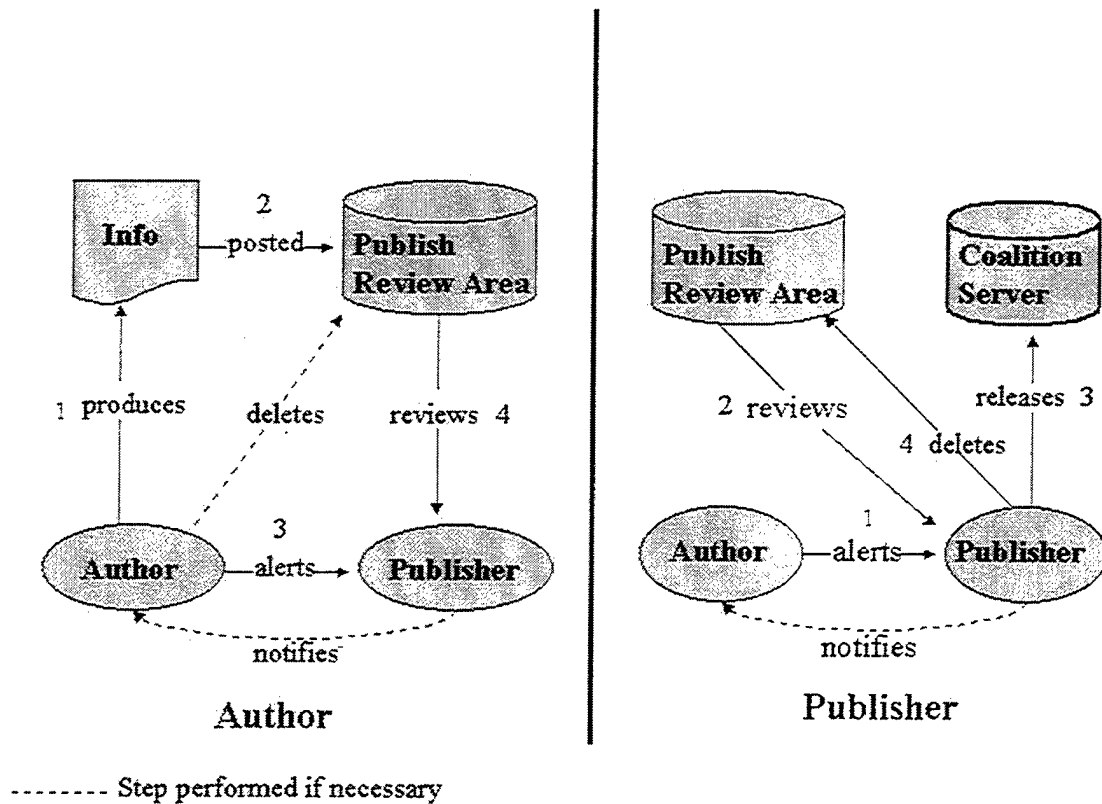 Info
2
posted
Publish
Review Area
1 produces
deletes
reviews 4
Author
3
alerts
Publisher
notifies
Author
Publish
Review Area
Coalition
Server
2 reviews
releases 3
4 deletes
Author
1
alerts
Publisher
notifies
Publisher
-------- Step performed if necessary